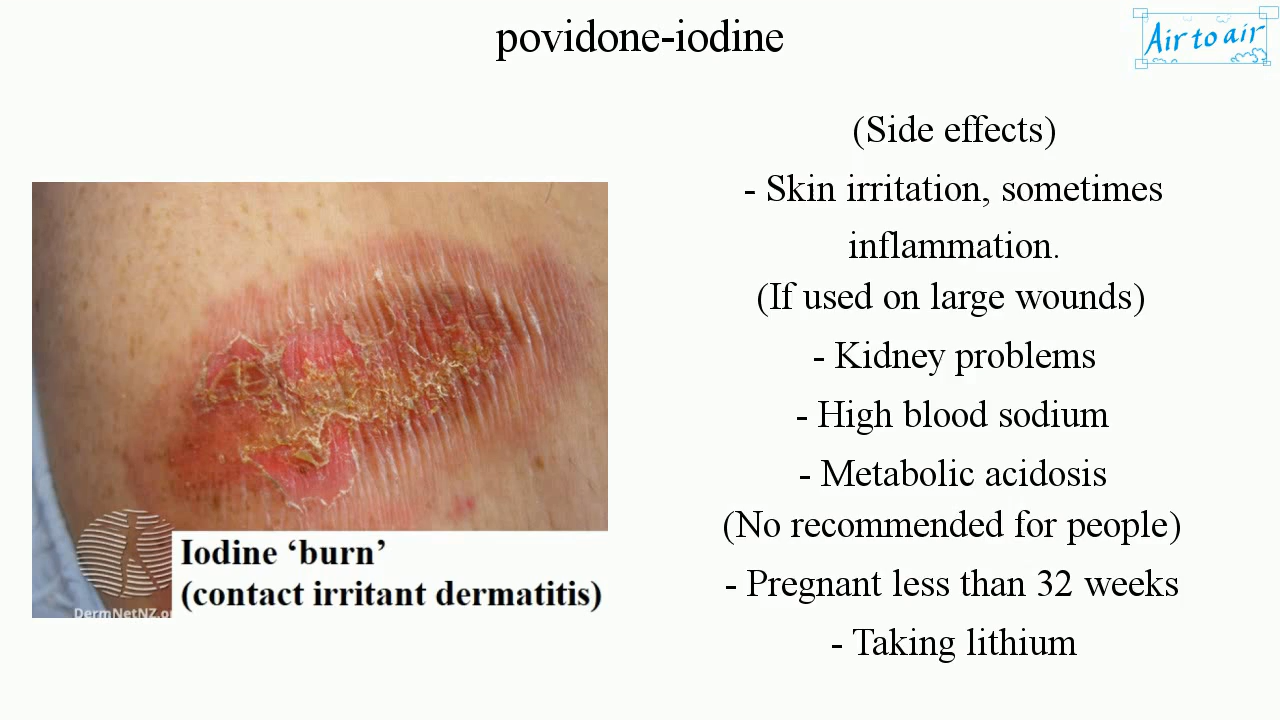 povidone-iodine
Air to air
(Side effects)
- Skin irritation, sometimes
inflammation.
(If used on large wounds)
- Kidney problems
- High blood sodium
- Metabolic acidosis
(No recommended for people)
- Pregnant less than 32 weeks
- Taking lithium
Iodine ‘burn’
(contact irritant dermatitis)
DermNetNZ.or